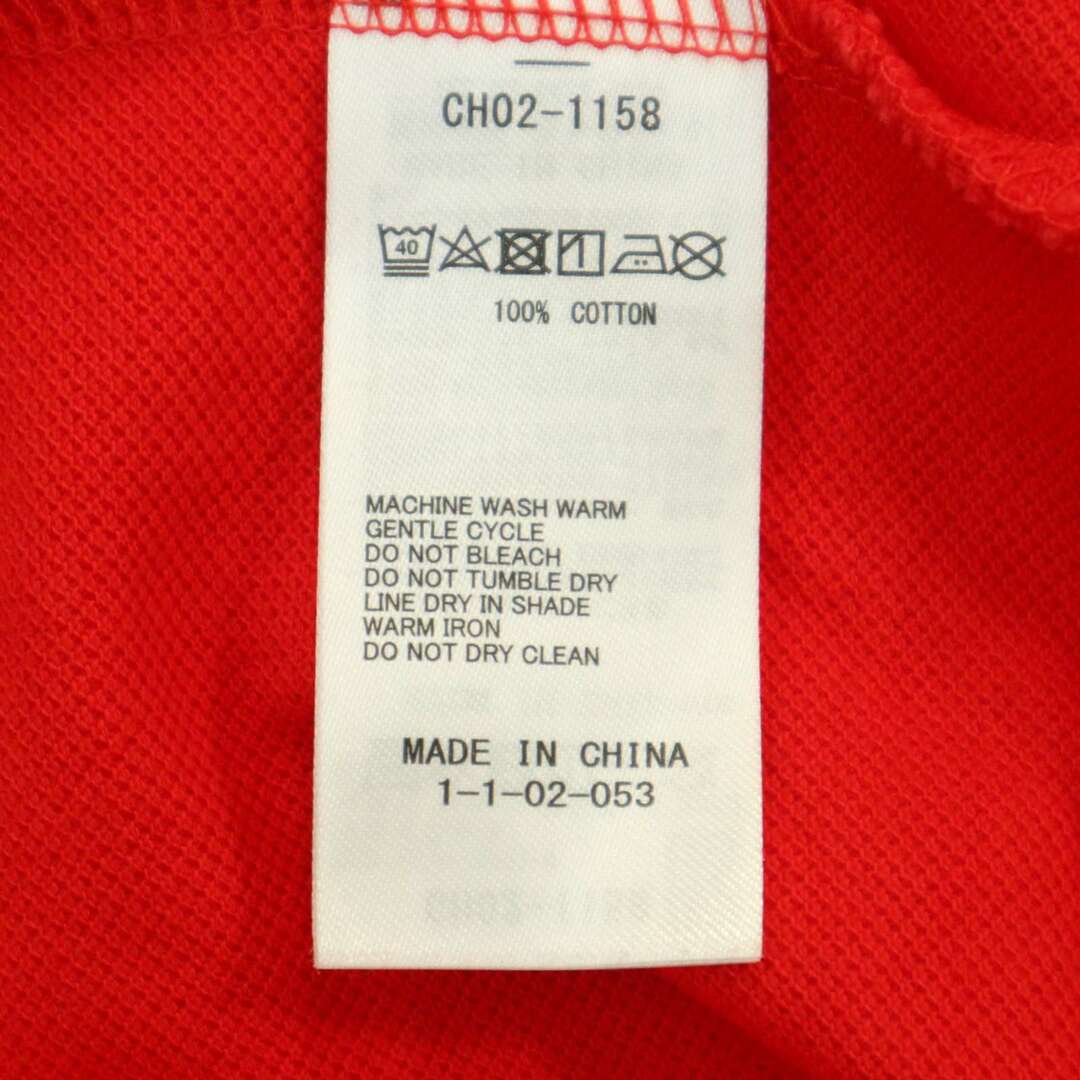 CH02-1158
40
100% COTTON
MACHINE WASH WARM
GENTLE CYCLE
DO NOT BLEACH
DO NOT TUMBLE DRY
LINE DRY IN SHADE
WARM IRON
DO NOT DRY CLEAN
MADE IN CHINA
1-1-02-053